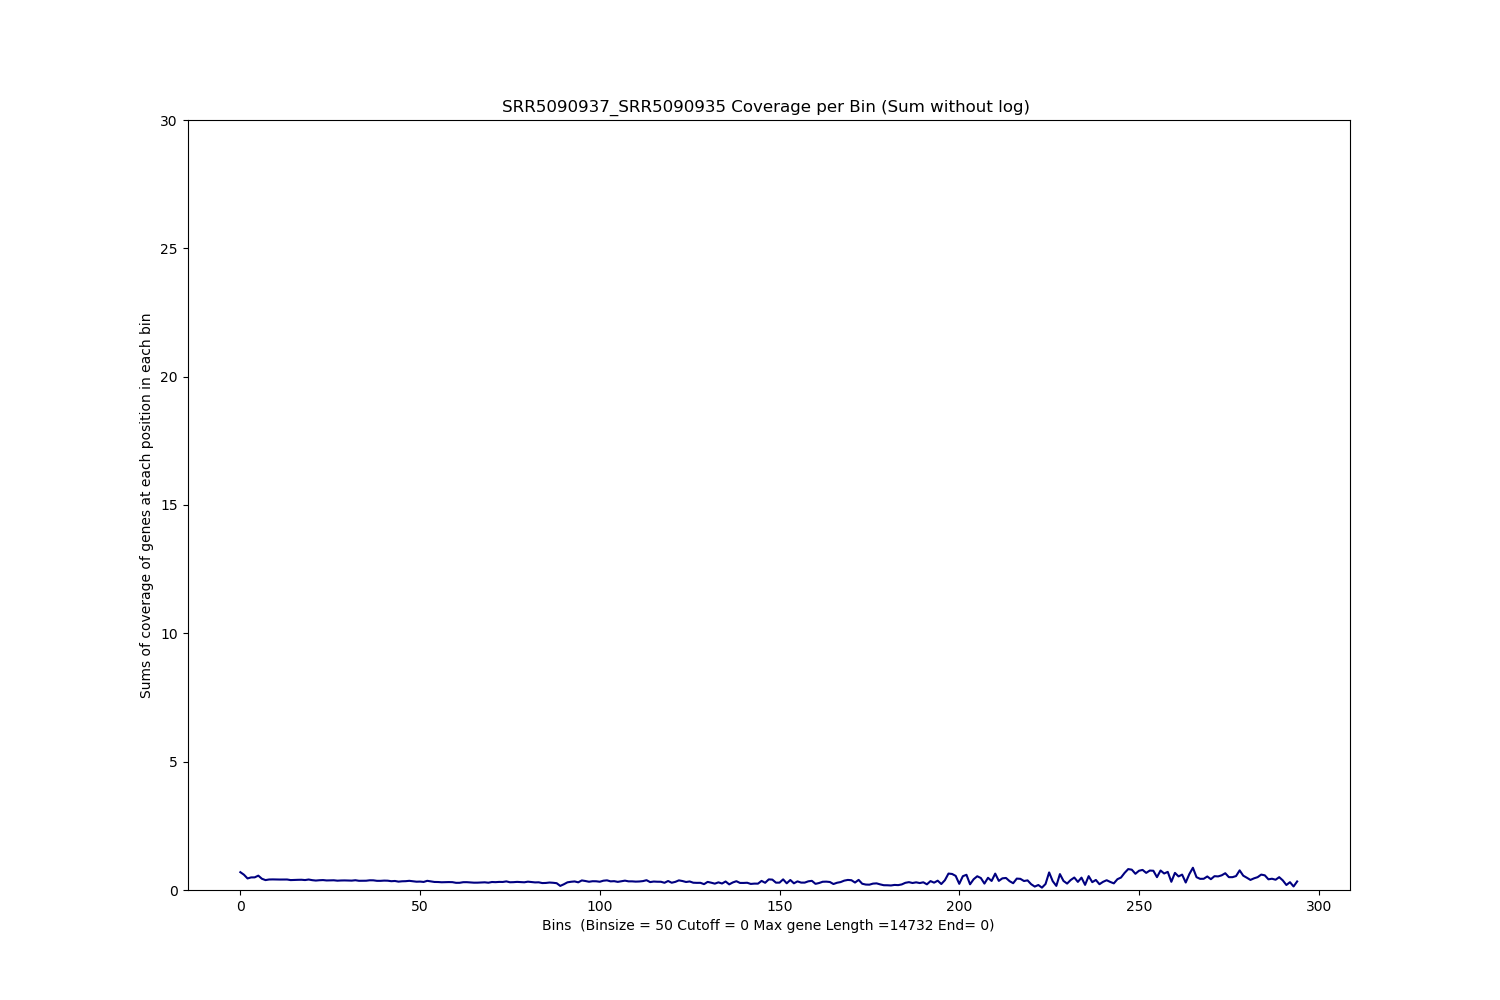 SRR5090937_SRR5090935 Coverage per Bin (Sum without log)
30
25
20
15
10
5
0
Sums of coverage of genes at each position in each bin
0 50 100 150 200 250 300
Bins  (Binsize = 50 Cutoff = 0 Max gene Length =14732 End= 0)